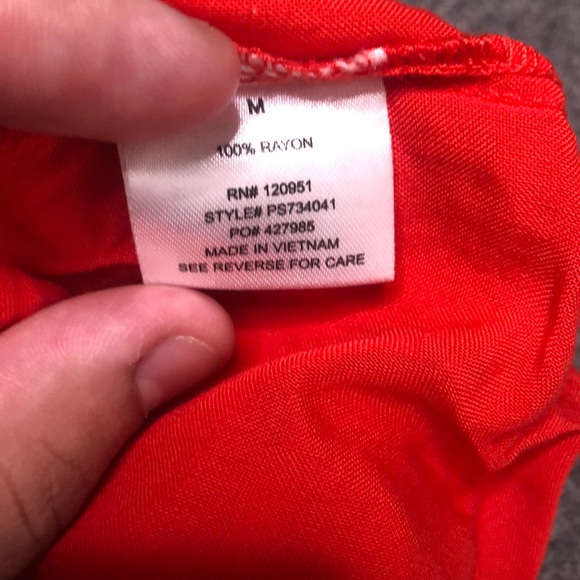 M
100% RAYON
RN# 120951
STYLE# PS734041
PO# 427985
MADE IN VIETNAM
SEE REVERSE FOR CARE